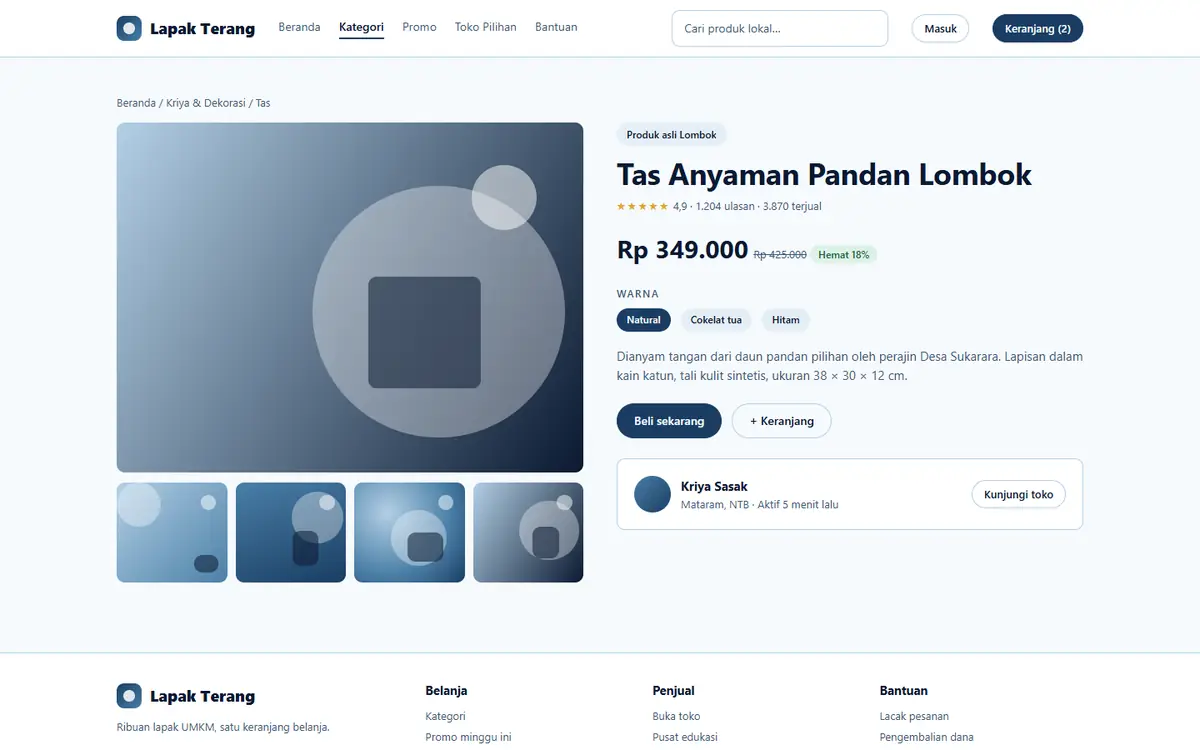 Lapak Terang
Beranda
Kategori
Promo
Toko Pilihan
Bantuan
Cari produk lokal...
Masuk
Keranjang (2)
Beranda / Kriya & Dekorasi / Tas
Produk asli Lombok
Tas Anyaman Pandan Lombok
★★★★★ 4,9 · 1.204 ulasan · 3.870 terjual
Rp 349.000 Rp 425.000 Hemat 18%
WARNA
Natural
Cokelat tua
Hitam
Dianyam tangan dari daun pandan pilihan oleh perajin Desa Sukarara. Lapisan dalam
kain katun, tali kulit sintetis, ukuran 38 × 30 × 12 cm.
Beli sekarang
+ Keranjang
Kriya Sasak
Mataram, NTB · Aktif 5 menit lalu
Kunjungi toko
Lapak Terang
Ribuan lapak UMKM, satu keranjang belanja.
Belanja
Kategori
Promo minggu ini
Penjual
Buka toko
Pusat edukasi
Bantuan
Lacak pesanan
Pengembalian dana